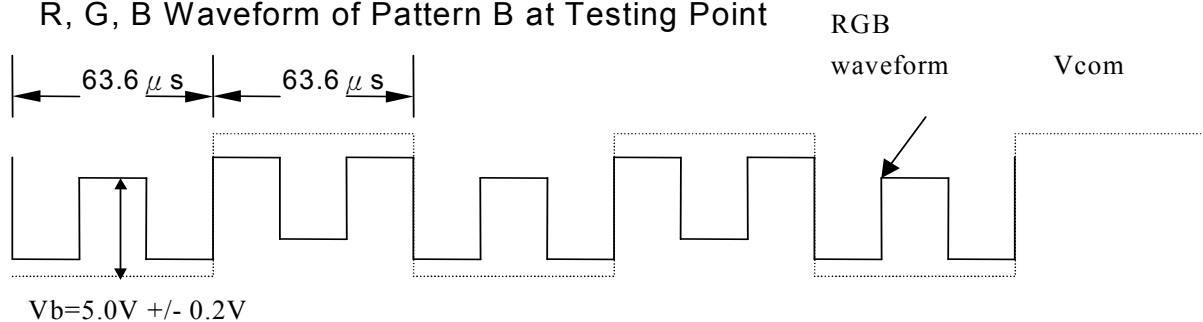 R, G, B Waveform of Pattern B at Testing Point
RGB
waveform
Vcom
63.6 μ s
63.6 μ s
Vb=5.0V +/- 0.2V